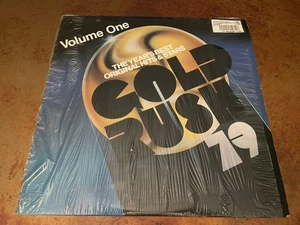 Volume One
THE YEAR'S BEST
ORIGINAL HITS & STARS
GOLD
RUSH
79